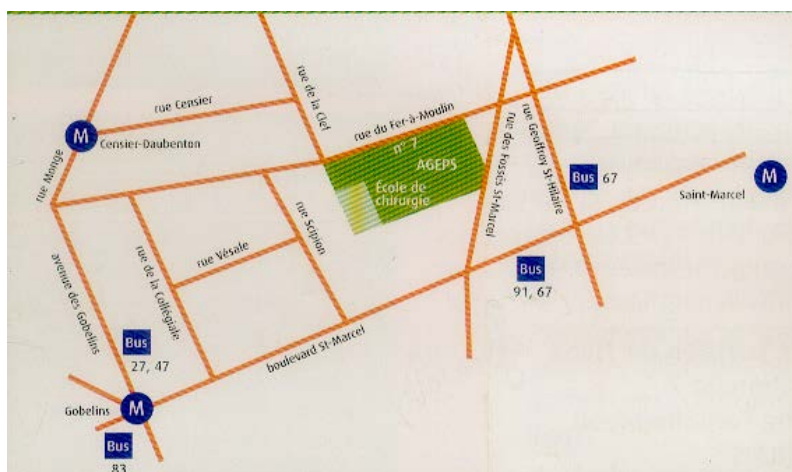 rue Censier
rue de la Clef
rue du Fer-à-Moulin
n° 7
AGEPS
École de
chirurgie
M
Censier-Daubenton
rue Monge
rue des Fossés St-Marcel
rue Geoffroy St-Hilaire
Bus 67
M
Saint-Marcel
rue Scipion
rue Vésale
rue de la Collégiale
avenue des Gobelins
Bus
91, 67
boulevard St-Marcel
Bus
27, 47
Gobelins
M
Bus
83